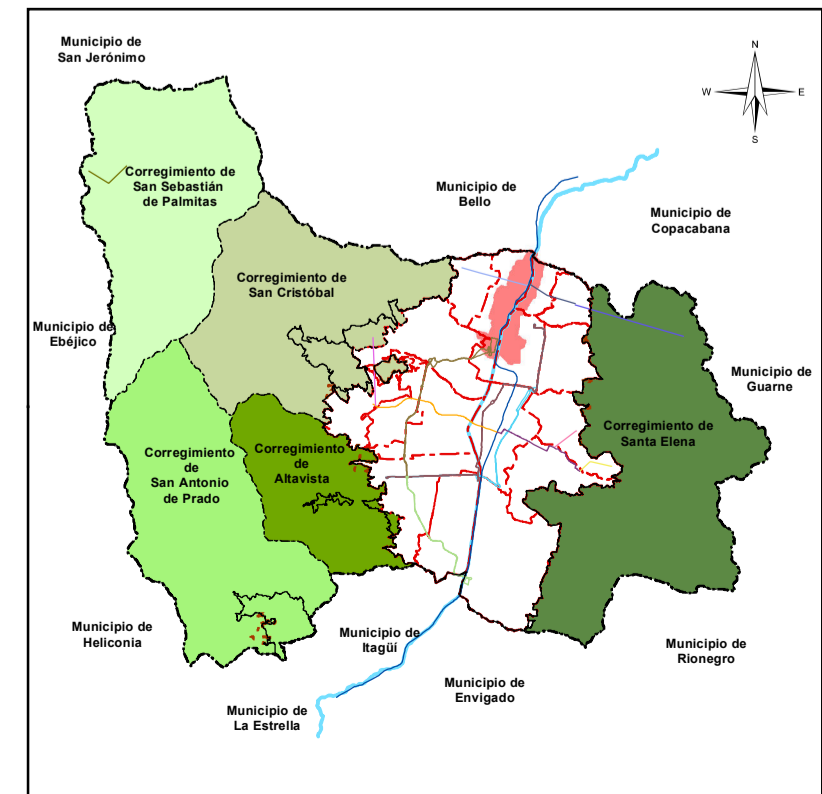 Municipio de
San Jerónimo
N
W
E
S
Corregimiento de
San Sebastián
de Palmitas
Municipio de
Bello
Municipio de
Copacabana
Corregimiento de
San Cristóbal
Municipio de
Ebéjico
Municipio de
Guarne
Corregimiento de
Santa Elena
Corregimiento
de
Altavista
Corregimiento
de
San Antonio
de Prado
Municipio de
Heliconia
Municipio de
Itagüí
Municipio de
Rionegro
Municipio de
Envigado
Municipio de
La Estrella